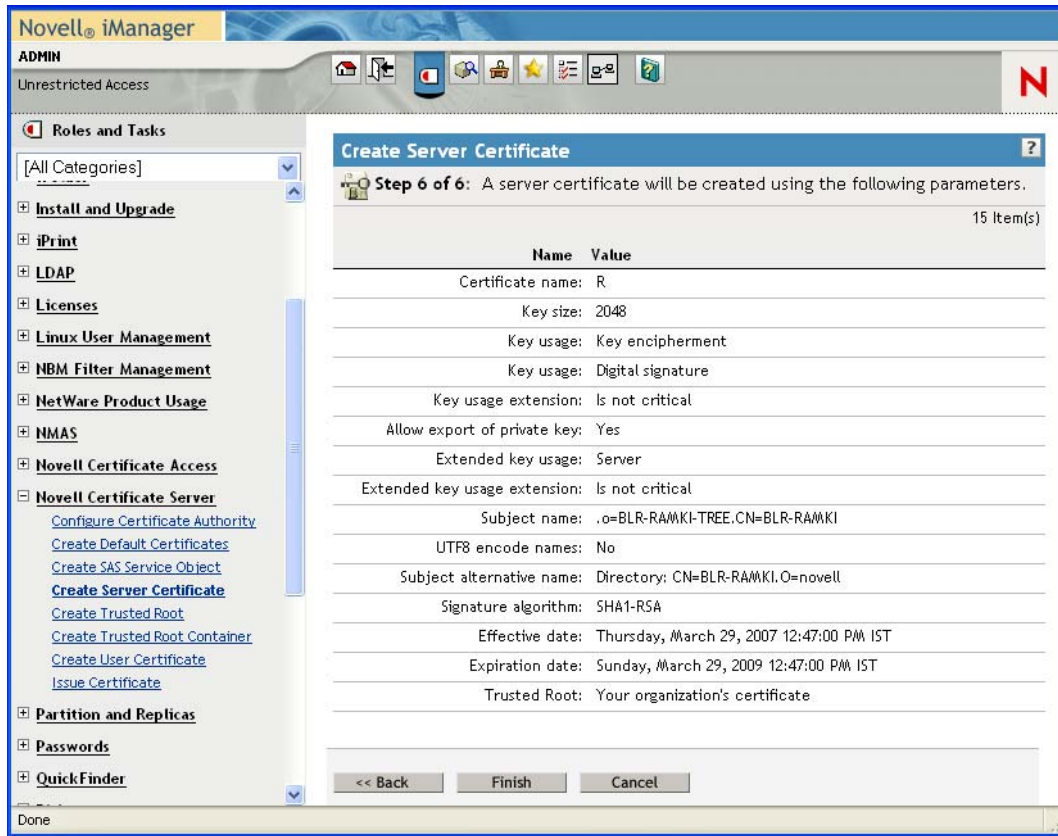 Novell® iManager
ADMIN
Unrestricted Access
N
Roles and Tasks
[All Categories]
Install and Upgrade
iPrint
LDAP
Licenses
Linux User Management
NBM Filter Management
NetWare Product Usage
NMAS
Novell Certificate Access
Novell Certificate Server
Configure Certificate Authority
Create Default Certificates
Create SAS Service Object
Create Server Certificate
Create Trusted Root
Create Trusted Root Container
Create User Certificate
Issue Certificate
Partition and Replicas
Passwords
QuickFinder
Create Server Certificate
?
Step 6 of 6: A server certificate will be created using the following parameters.
15 Item(s)
Name Value
Certificate name: R
Key size: 2048
Key usage: Key encipherment
Key usage: Digital signature
Key usage extension: Is not critical
Allow export of private key: Yes
Extended key usage: Server
Extended key usage extension: Is not critical
Subject name: .o=BLR-RAMKI-TREE.CN=BLR-RAMKI
UTF8 encode names: No
Subject alternative name: Directory: CN=BLR-RAMKI.O=novell
Signature algorithm: SHA1-RSA
Effective date: Thursday, March 29, 2007 12:47:00 PM IST
Expiration date: Sunday, March 29, 2009 12:47:00 PM IST
Trusted Root: Your organization's certificate
<< Back Finish Cancel
Done